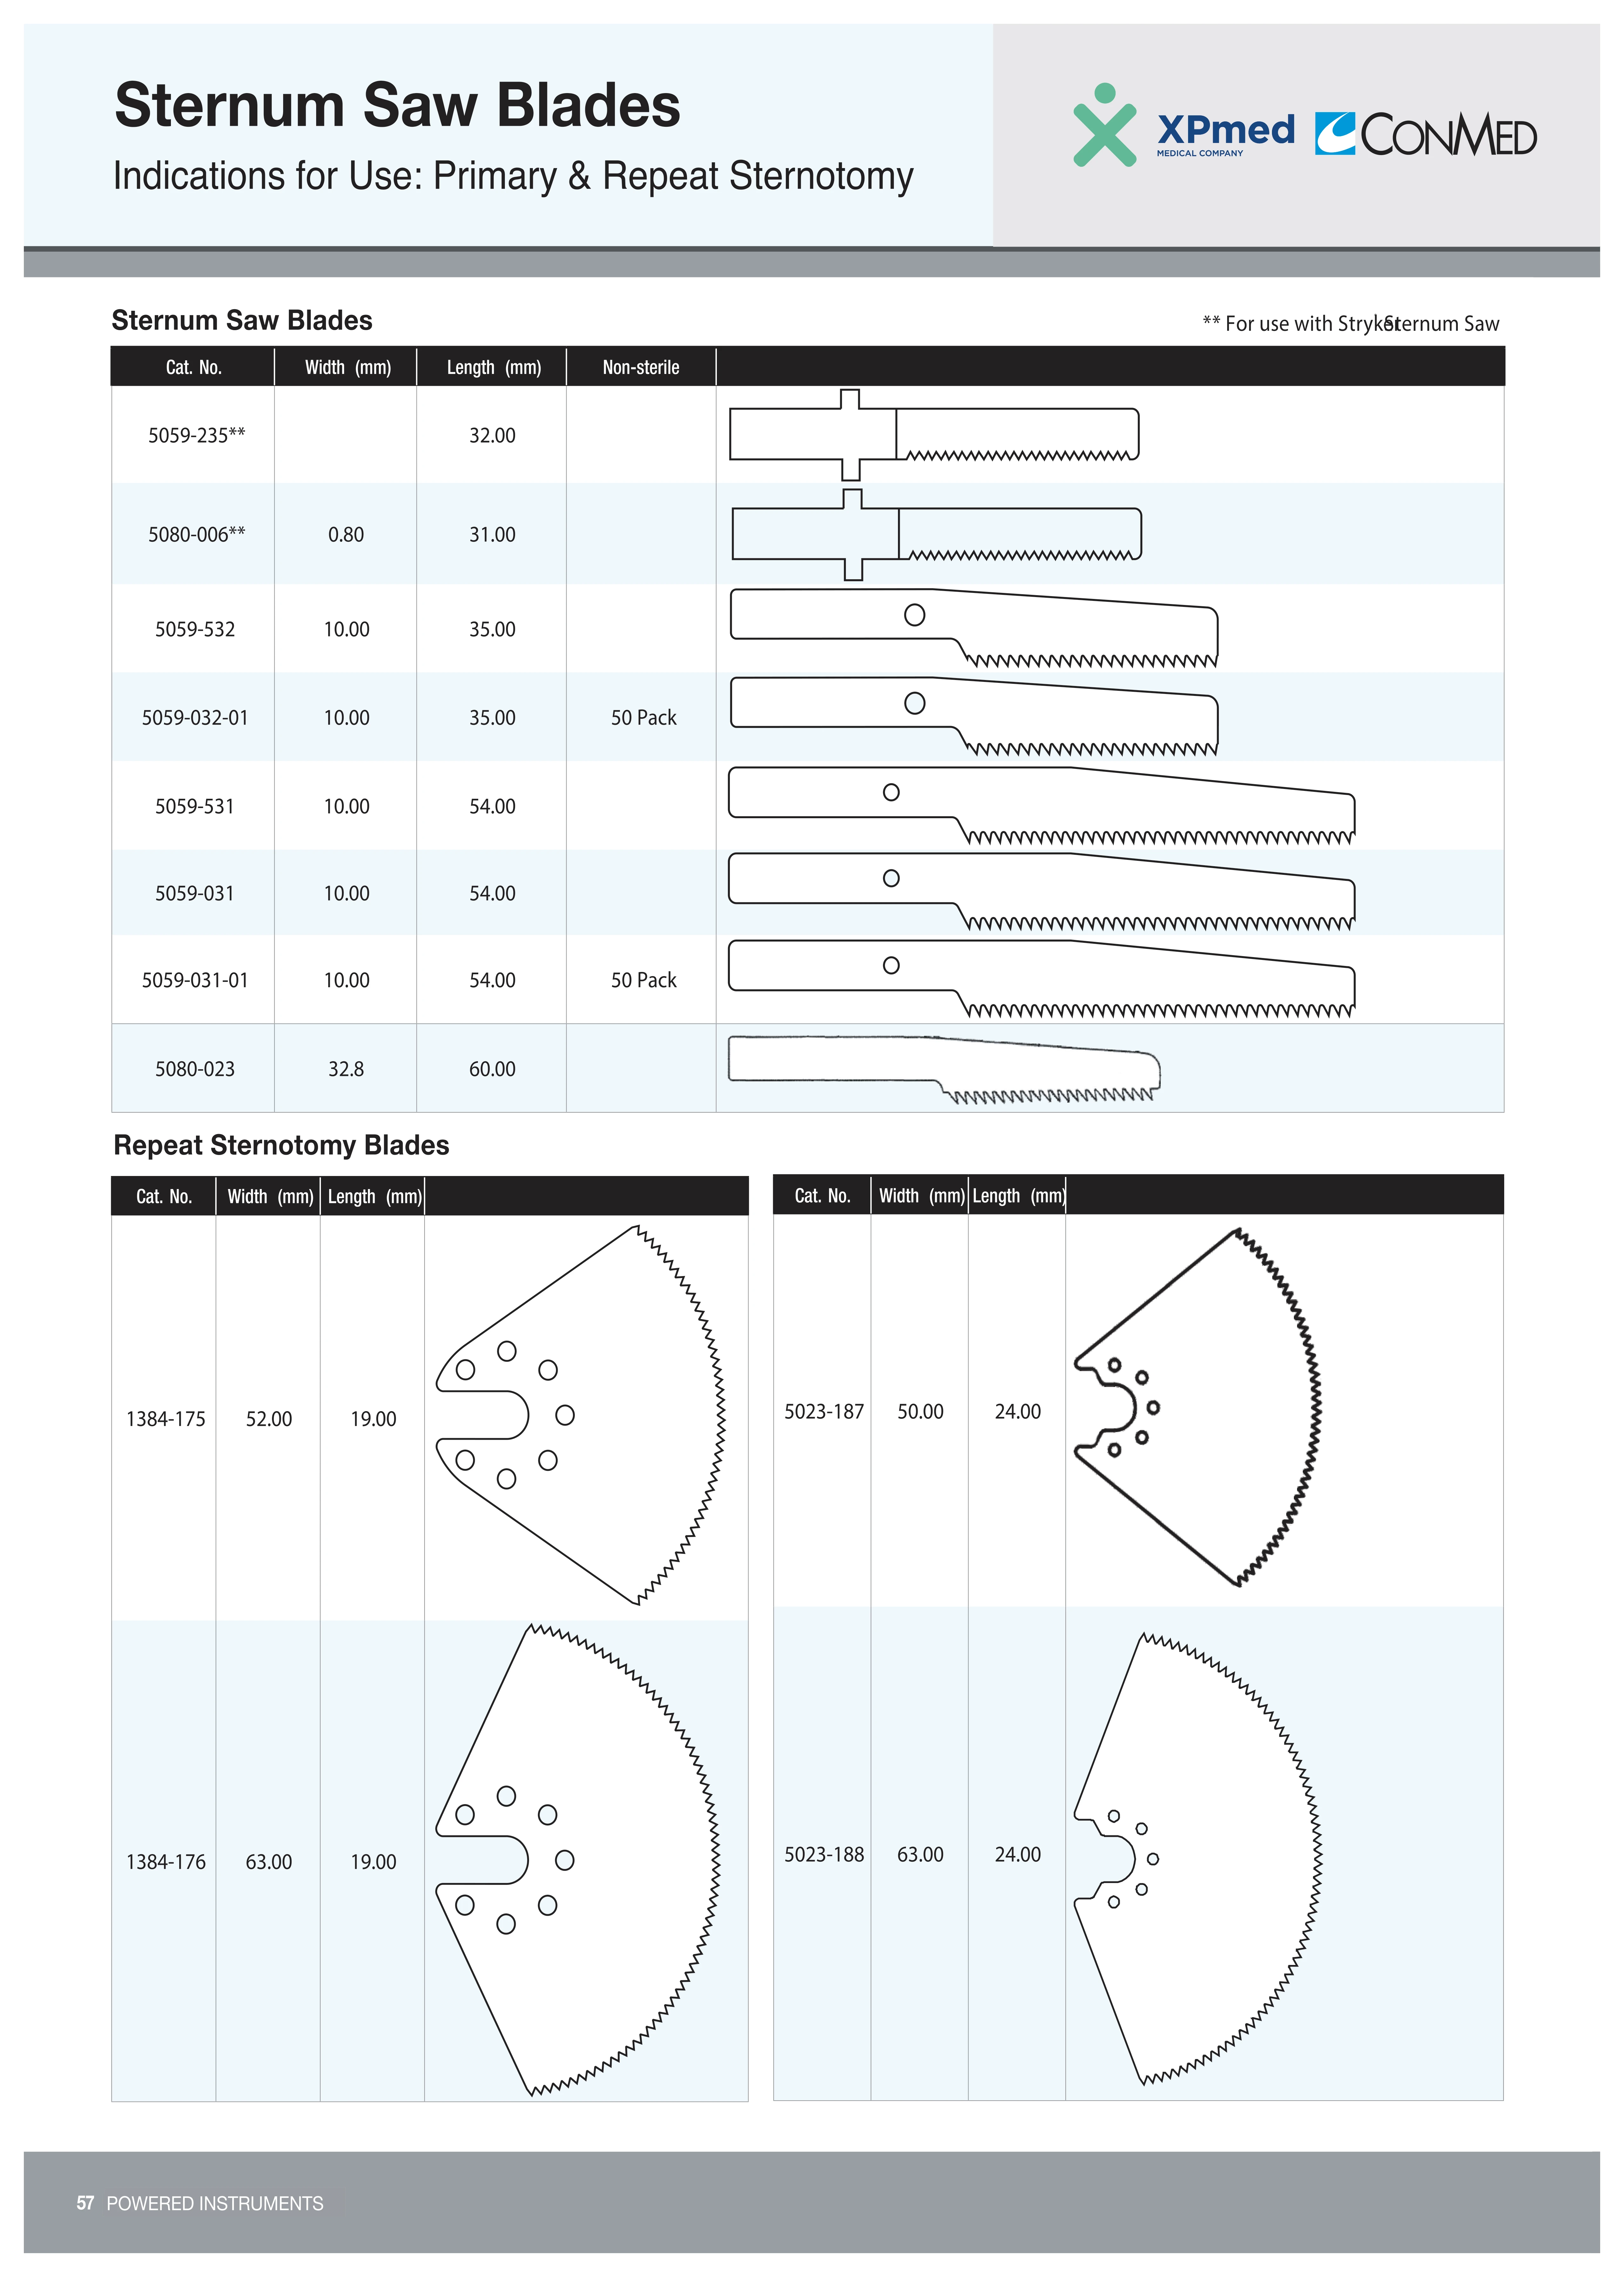 Sternum Saw Blades
Indications for Use: Primary & Repeat Sternotomy
XPmed
MEDICAL COMPANY
CONMED
Sternum Saw Blades
** For use with Stryker Sternum Saw
Cat. No. Width (mm) Length (mm) Non-sterile
5059-235** 32.00
5080-006** 0.80 31.00
5059-532 10.00 35.00
5059-032-01 10.00 35.00 50 Pack
5059-531 10.00 54.00
5059-031 10.00 54.00
5059-031-01 10.00 54.00 50 Pack
5080-023 32.8 60.00
Repeat Sternotomy Blades
Cat. No. Width (mm) Length (mm)
1384-175 52.00 19.00
1384-176 63.00 19.00
Cat. No. Width (mm) Length (mm)
5023-187 50.00 24.00
5023-188 63.00 24.00
57 POWERED INSTRUMENTS